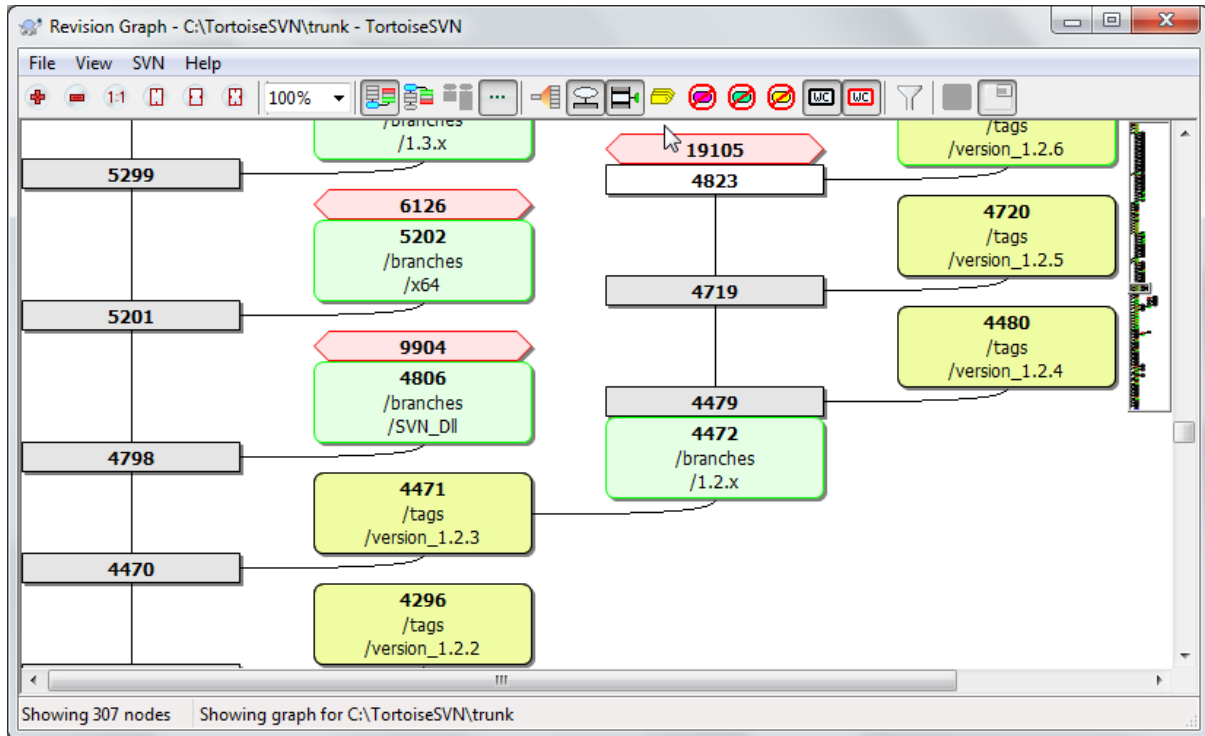 Revision Graph - C:\TortoiseSVN\trunk - TortoiseSVN
File View SVN Help
1:1 100% ... WC WC
/branches
/1.3.x
5299
6126
5202
/branches
/x64
5201
9904
4806
/branches
/SVN_Dll
4798
4471
/tags
/version_1.2.3
4470
4296
/tags
/version_1.2.2
19105
4823
4719
4479
4472
/branches
/1.2.x
/tags
/version_1.2.6
4720
/tags
/version_1.2.5
4480
/tags
/version_1.2.4
Showing 307 nodes Showing graph for C:\TortoiseSVN\trunk